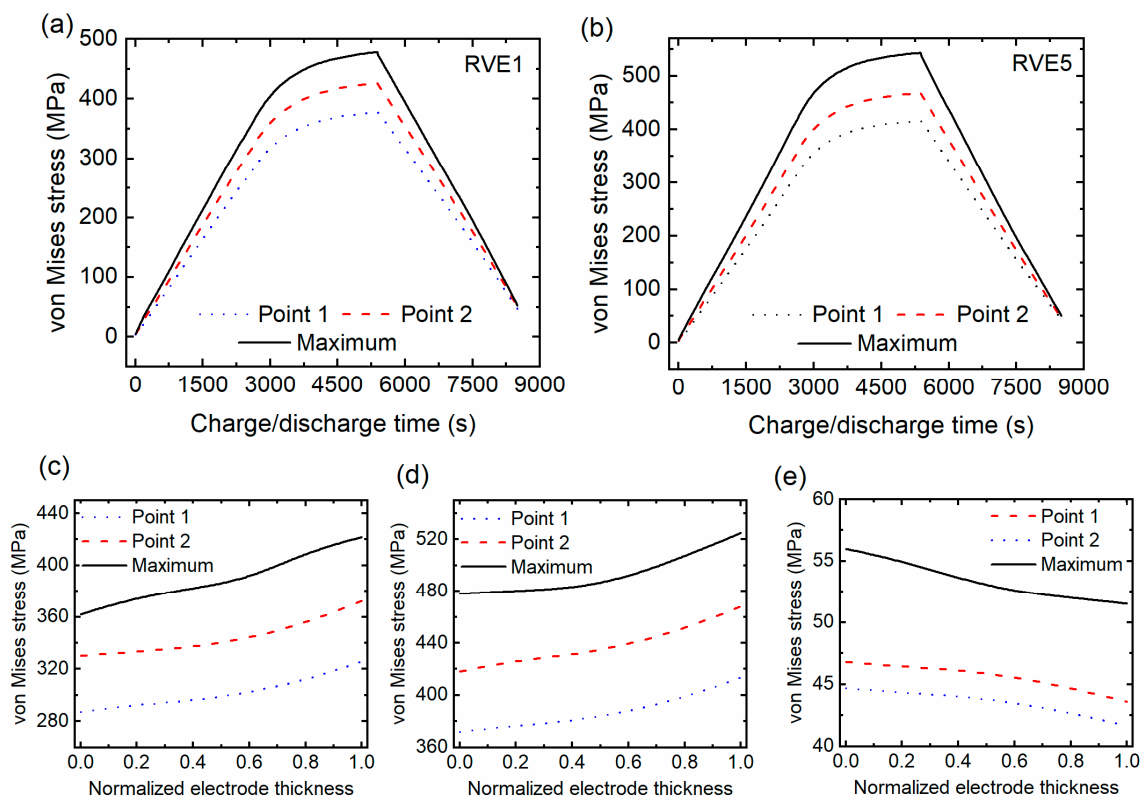 (a)
500
400
300
200
100
0
von Mises stress (MPa)
RVE1
Point 1
Point 2
Maximum
0 1500 3000 4500 6000 7500 9000
Charge/discharge time (s)
(b)
500
400
300
200
100
0
von Mises stress (MPa)
RVE5
Point 1
Point 2
Maximum
0 1500 3000 4500 6000 7500 9000
Charge/discharge time (s)
(c)
440
400
360
320
280
von Mises stress (MPa)
Point 1
Point 2
Maximum
0.0 0.2 0.4 0.6 0.8 1.0
Normalized electrode thickness
(d)
520
480
440
400
360
von Mises stress (MPa)
Point 1
Point 2
Maximum
0.0 0.2 0.4 0.6 0.8 1.0
Normalized electrode thickness
(e)
60
55
50
45
40
von Mises stress (MPa)
Point 1
Point 2
Maximum
0.0 0.2 0.4 0.6 0.8 1.0
Normalized electrode thickness